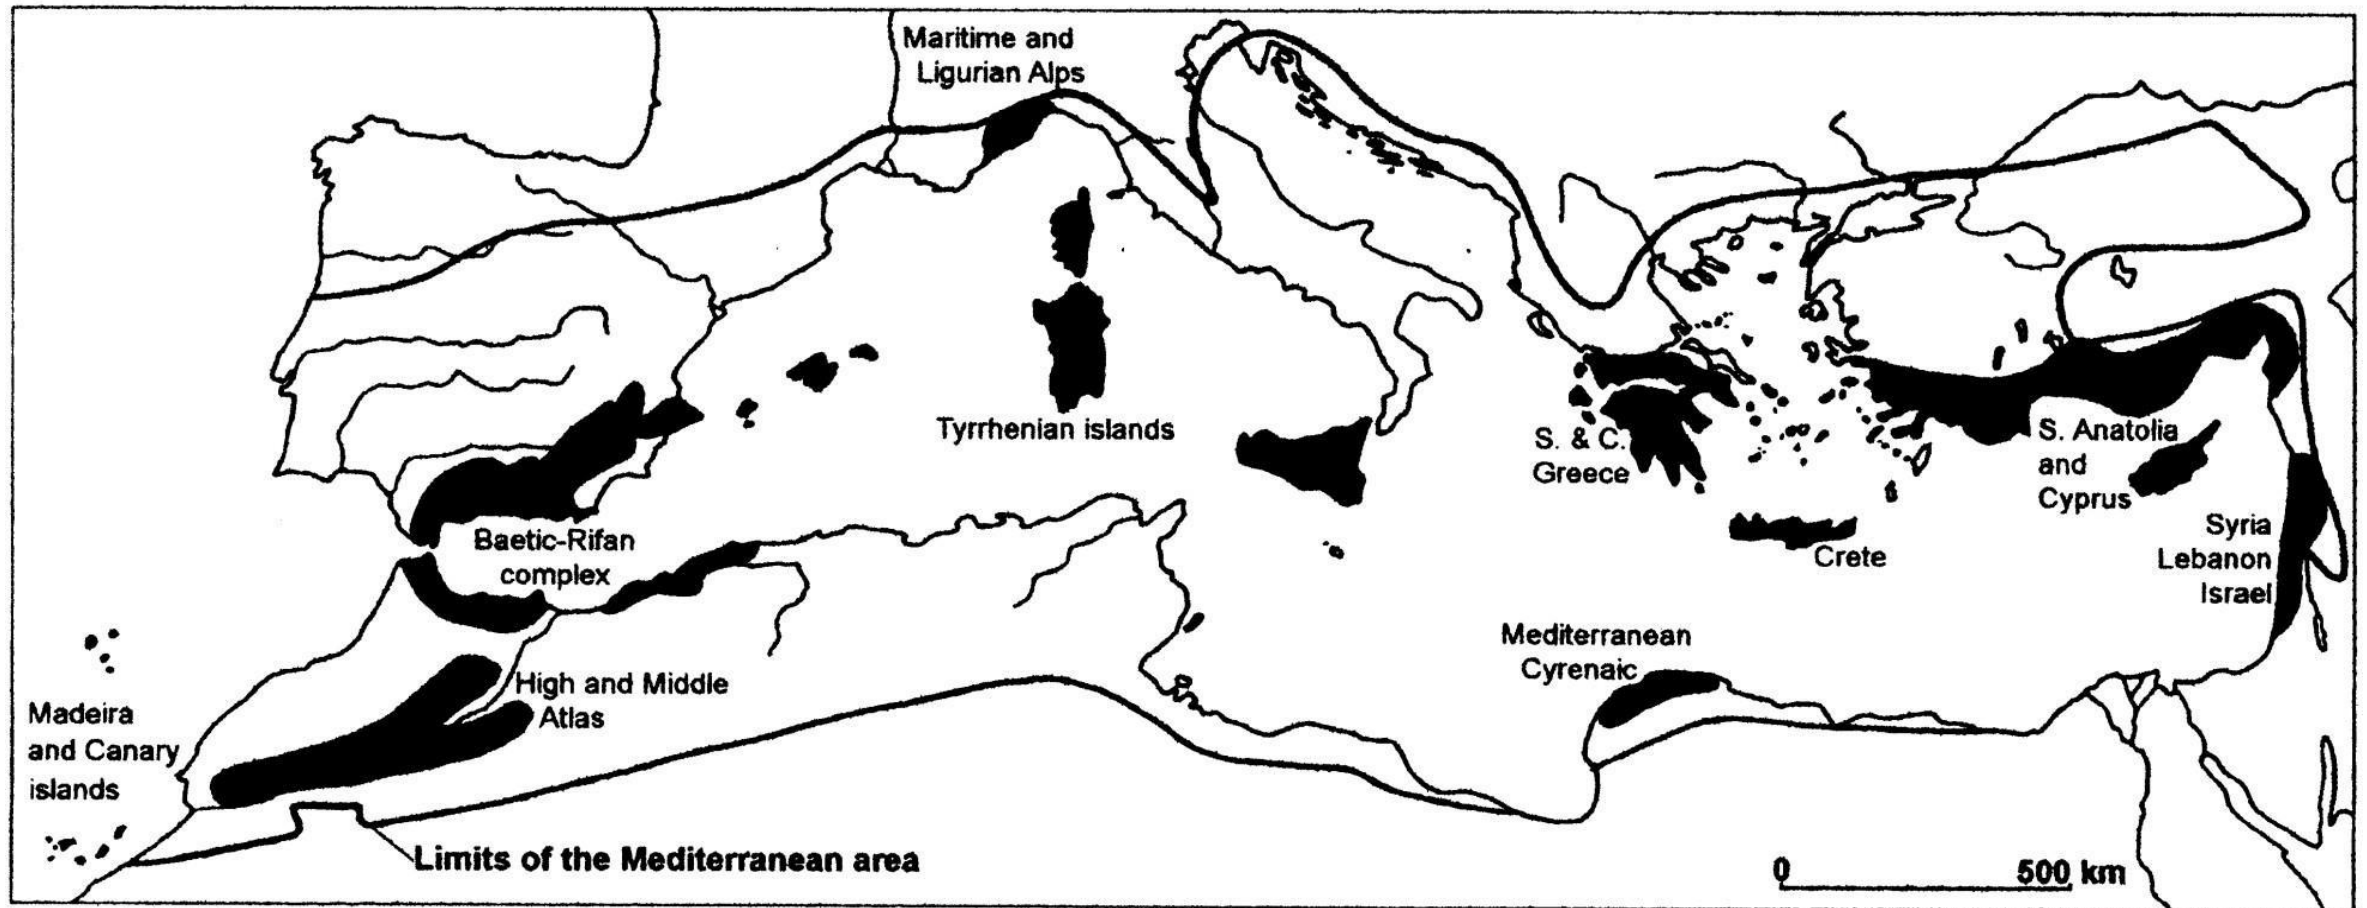 Maritime and
Ligurian Alps
Tyrrhenian islands
S. & C.
Greece
S. Anatolia
and
Cyprus
Crete
Syria
Lebanon
Israel
Baetic-Rifan
complex
Mediterranean
Cyrenaic
High and Middle
Atlas
Madeira
and Canary
islands
Limits of the Mediterranean area
0 500 km